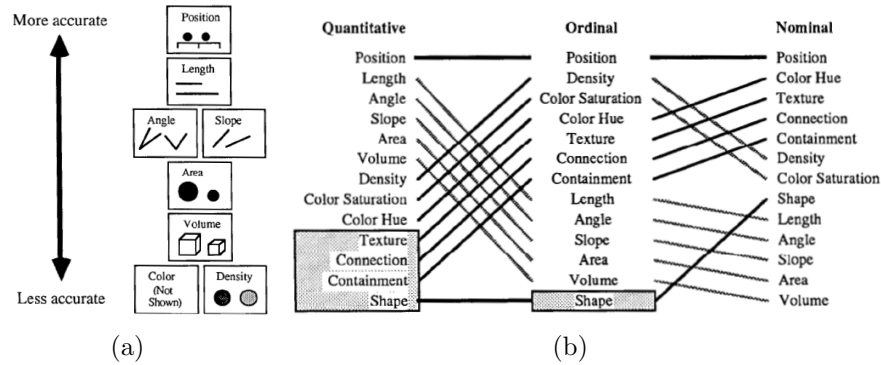 More accurate
Less accurate
Position
Length
Angle
Slope
Area
Volume
Color
(Not
Shown)
Density
(a)
Quantitative
Position
Length
Angle
Slope
Area
Volume
Density
Color Saturation
Color Hue
Texture
Connection
Containment
Shape
Ordinal
Position
Density
Color Saturation
Color Hue
Texture
Connection
Containment
Length
Angle
Slope
Area
Volume
Shape
Nominal
Position
Color Hue
Texture
Connection
Containment
Density
Color Saturation
Shape
Length
Angle
Slope
Area
Volume
(b)